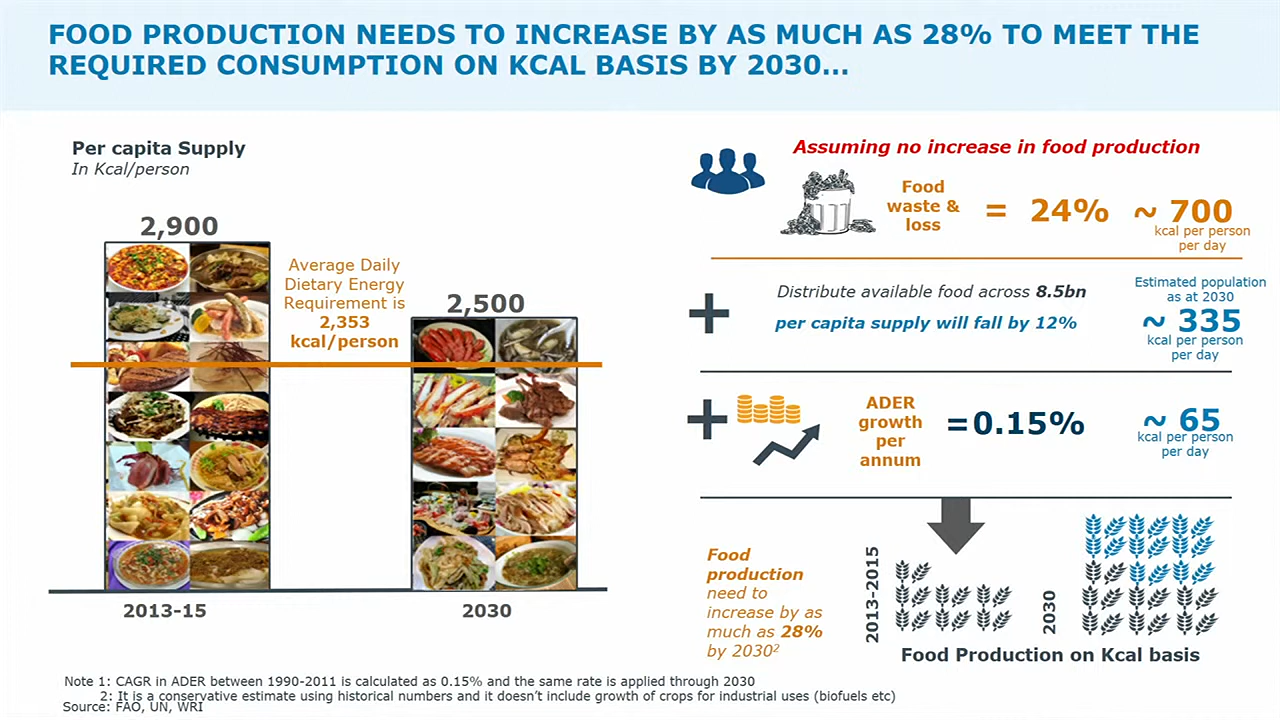 FOOD PRODUCTION NEEDS TO INCREASE BY AS MUCH AS 28% TO MEET THE
REQUIRED CONSUMPTION ON KCAL BASIS BY 2030...
Per capita Supply
In Kcal/person
2,900
Average Daily
Dietary Energy
Requirement is
2,353
kcal/person
2,500
2013-15
2030
Assuming no increase in food production
Food
waste &
loss
= 24%
~ 700
kcal per person
per day
+
Distribute available food across 8.5bn
per capita supply will fall by 12%
Estimated population
as at 2030
~ 335
kcal per person
per day
+
ADER
growth
per
annum
=0.15%
~ 65
kcal per person
per day
Food
production
need to
increase by as
much as 28%
by 2030²
2013-2015
2030
Food Production on Kcal basis
Note 1: CAGR in ADER between 1990-2011 is calculated as 0.15% and the same rate is applied through 2030
2: It is a conservative estimate using historical numbers and it doesn't include growth of crops for industrial uses (biofuels etc)
Source: FAO, UN, WRI